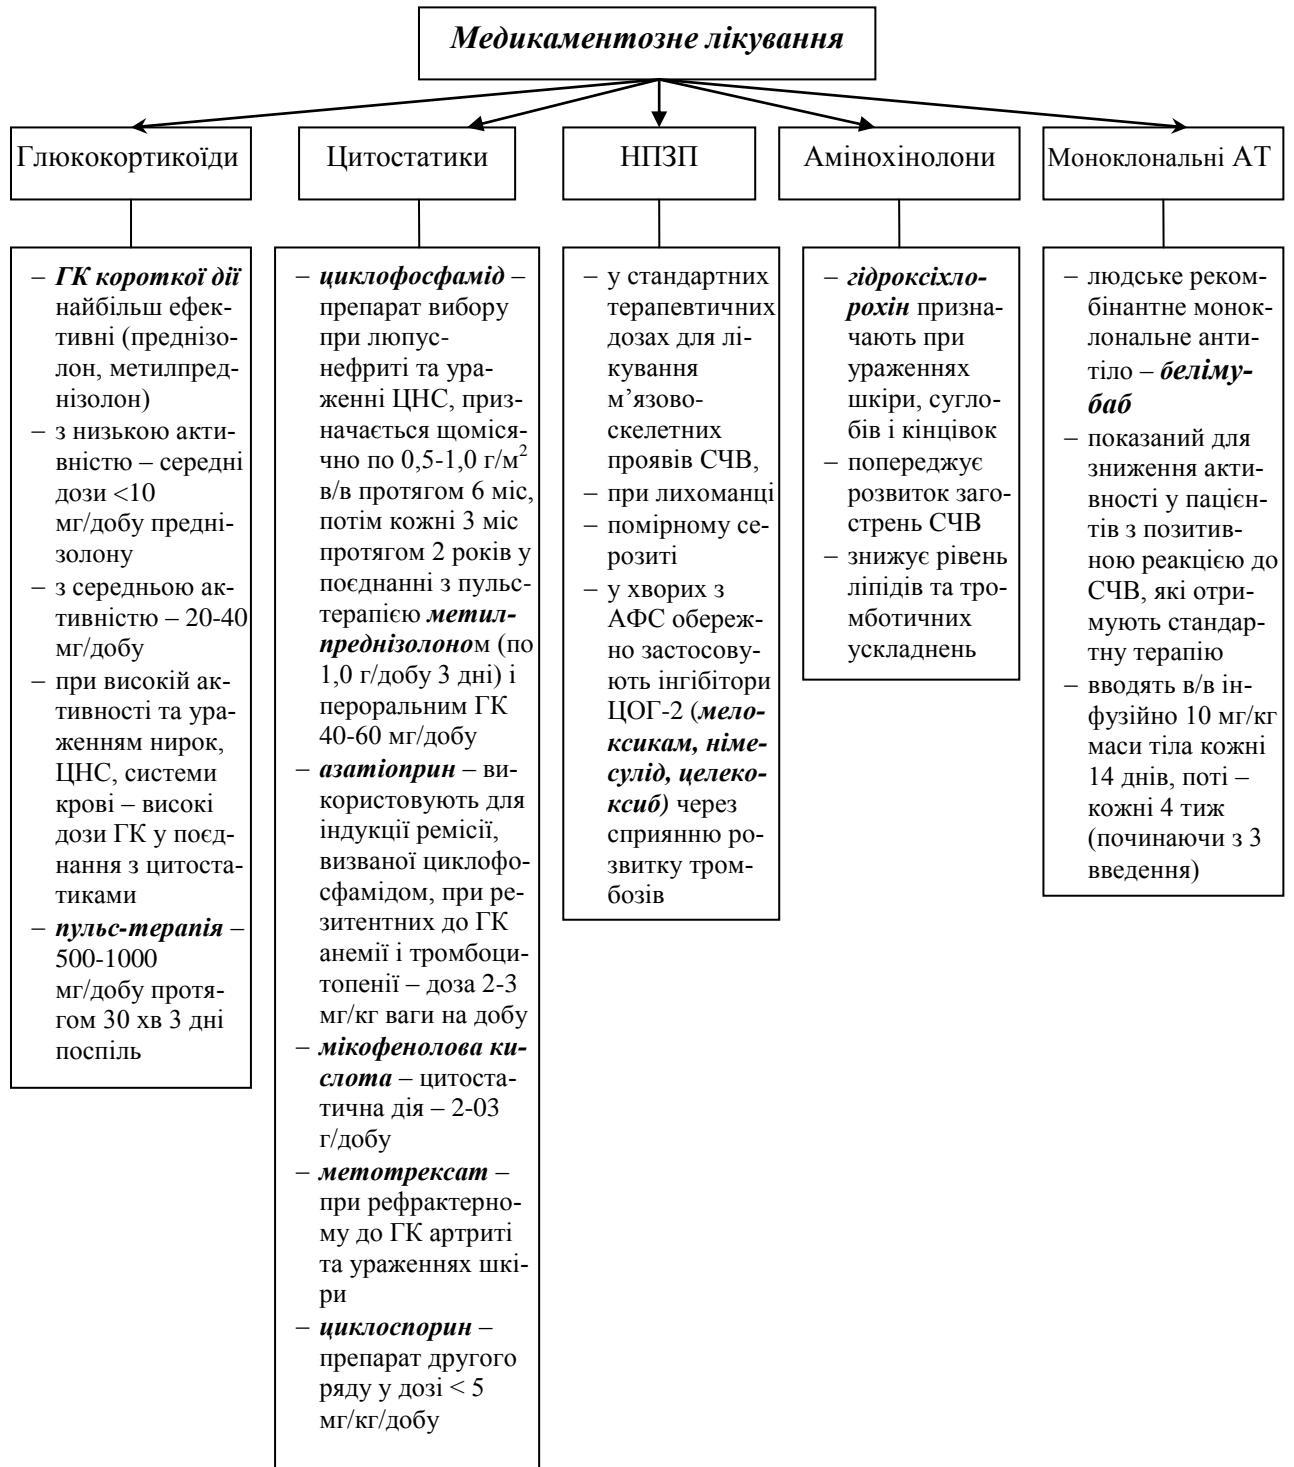 Медикаментозне лікування
Глюкокортикоїди
Цитостатики
НПЗП
Амінохінолони
Моноклональні АТ
– ГК короткої дії
найбільш ефек-
тивні (преднізо-
лон, метилпред-
нізолон)
– з низькою акти-
вністю – середні
дози <10
мг/добу предні-
золону
– з середньою ак-
тивністю – 20-40
мг/добу
– при високій ак-
тивності та ура-
женням нирок,
ЦНС, системи
крові – високі
дози ГК у поєд-
нання з цитоста-
тиками
– пульс-терапія –
500-1000
мг/добу протя-
гом 30 хв 3 дні
поспіль
– циклофосфамід –
препарат вибору
при люпус-
нефриті та ура-
женні ЦНС, приз-
начається щоміся-
чно по 0,5-1,0 г/м²
в/в протягом 6 міс,
потім кожні 3 міс
протягом 2 років у
поєднанні з пульс-
терапією метил-
преднізолоном (по
1,0 г/добу 3 дні) і
пероральним ГК
40-60 мг/добу
– азатіоприн – ви-
користовують для
індукції ремісії,
визваної циклофо-
сфамідом, при ре-
зитентних до ГК
анемії і тромбоци-
топенії – доза 2-3
мг/кг ваги на добу
– мікофенолова ки-
слота – цитоста-
тична дія – 2-03
г/добу
– метотрексат –
при рефрактерно-
му до ГК артриті
та ураженнях шкі-
ри
– циклоспорин –
препарат другого
ряду у дозі < 5
мг/кг/добу
– у стандартних
терапевтичних
дозах для лі-
кування
м’язово-
скелетних
проявів СЧВ,
– при лихоманці
– помірному се-
розиті
– у хворих з
АФС обереж-
но застосову-
ють інгібітори
ЦОГ-2 (мело-
ксикам, німе-
сулід, целеко-
ксиб) через
сприянню ро-
звитку тром-
бозів
– гідроксіхло-
рохін призна-
чають при
ураженнях
шкіри, сугло-
бів і кінцівок
– попереджує
розвиток заго-
стрень СЧВ
– знижує рівень
ліпідів та тро-
мботичних
ускладнень
– людське реком-
бінантне монок-
лональне анти-
тіло – беліму-
баб
– показаний для
зниження акти-
вності у пацієн-
тів з позитив-
ною реакцією до
СЧВ, які отри-
мують стандар-
тну терапію
– вводять в/в ін-
фузійно 10 мг/кг
маси тіла кожні
14 днів, поті –
кожні 4 тиж
(починаючи з 3
введення)